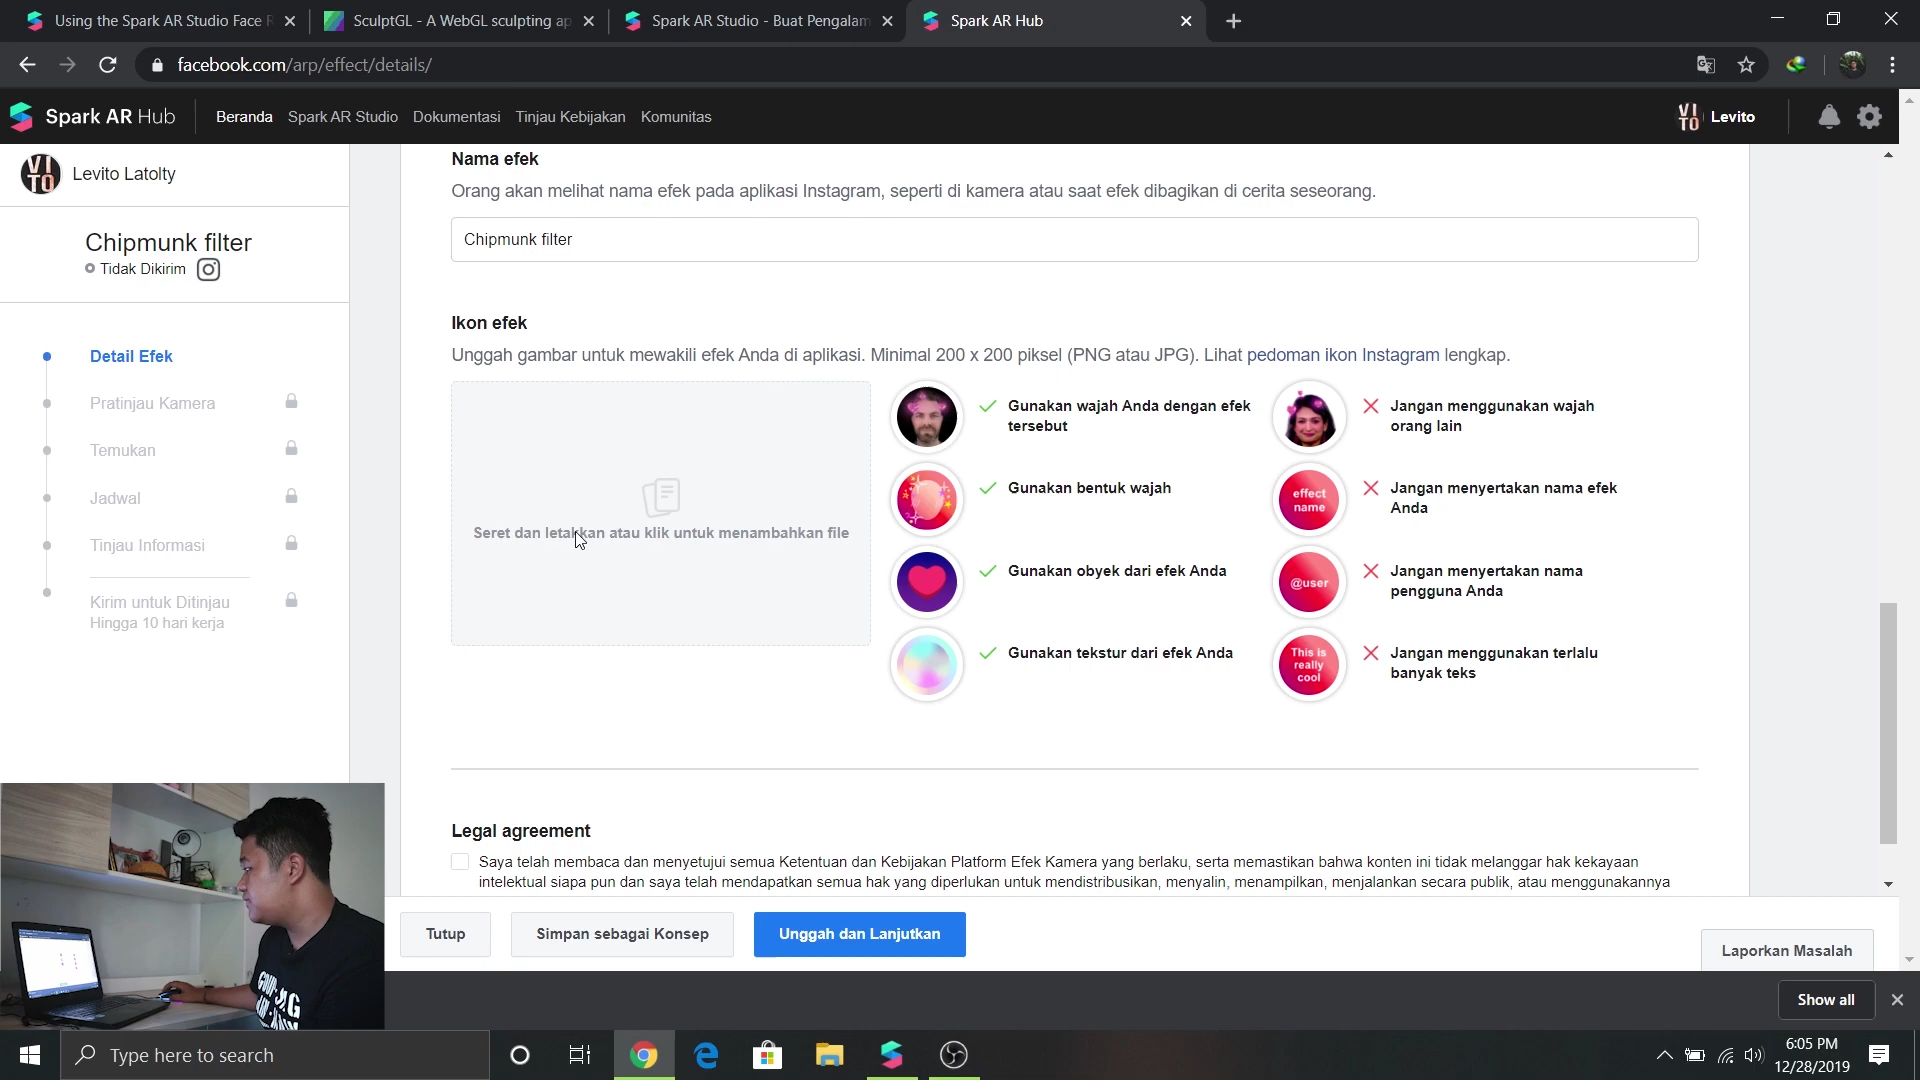 Using the Spark AR Studio Face R
SculptGL - A WebGL sculpting ap
Spark AR Studio - Buat Pengalam
Spark AR Hub
facebook.com/arp/effect/details/
Spark AR Hub
Beranda
Spark AR Studio
Dokumentasi
Tinjau Kebijakan
Komunitas
VITO
Levito
VITO
Levito Latolty
Chipmunk filter
Tidak Dikirim
Detail Efek
Pratinjau Kamera
Temukan
Jadwal
Tinjau Informasi
Kirim untuk Ditinjau
Hingga 10 hari kerja
Nama efek
Orang akan melihat nama efek pada aplikasi Instagram, seperti di kamera atau saat efek dibagikan di cerita seseorang.
Chipmunk filter
Ikon efek
Unggah gambar untuk mewakili efek Anda di aplikasi. Minimal 200 x 200 piksel (PNG atau JPG). Lihat pedoman ikon Instagram lengkap.
Seret dan letakkan atau klik untuk menambahkan file
Gunakan wajah Anda dengan efek
tersebut
Gunakan bentuk wajah
Gunakan obyek dari efek Anda
Gunakan tekstur dari efek Anda
Jangan menggunakan wajah
orang lain
effect
name
Jangan menyertakan nama efek
Anda
@user
Jangan menyertakan nama
pengguna Anda
This is
really
cool
Jangan menggunakan terlalu
banyak teks
Legal agreement
Saya telah membaca dan menyetujui semua Ketentuan dan Kebijakan Platform Efek Kamera yang berlaku, serta memastikan bahwa konten ini tidak melanggar hak kekayaan
intelektual siapa pun dan saya telah mendapatkan semua hak yang diperlukan untuk mendistribusikan, menyalin, menampilkan, menjalankan secara publik, atau menggunakannya
Tutup
Simpan sebagai Konsep
Unggah dan Lanjutkan
Laporkan Masalah
Show all
Type here to search
6:05 PM
12/28/2019